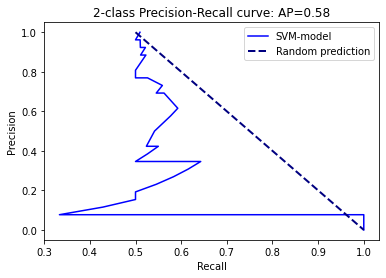 2-class Precision-Recall curve: AP=0.58
SVM-model
Random prediction
Precision
1.0
0.8
0.6
0.4
0.2
0.0
0.3 0.4 0.5 0.6 0.7 0.8 0.9 1.0
Recall